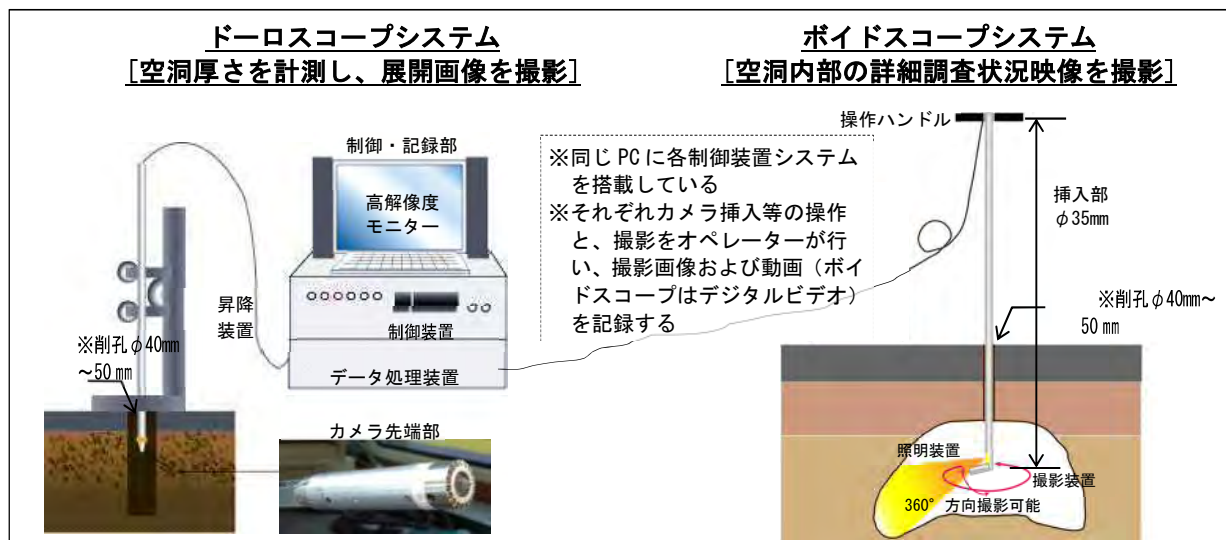 ドーロスコープシステム
[空洞厚さを計測し、展開画像を撮影]
制御・記録部
高解像度
モニター
昇降
装置
制御装置
データ処理装置
※削孔φ40mm
～50㎜
カメラ先端部
※同じPCに各制御装置システム
を搭載している
※それぞれカメラ挿入等の操作
と、撮影をオペレーターが行
い、撮影画像および動画（ボイ
ドスコープはデジタルビデオ）
を記録する
ボイドスコープシステム
[空洞内部の詳細調査状況映像を撮影]
操作ハンドル
挿入部
φ35mm
※削孔φ40mm～
50㎜
照明装置
撮影装置
360°方向撮影可能